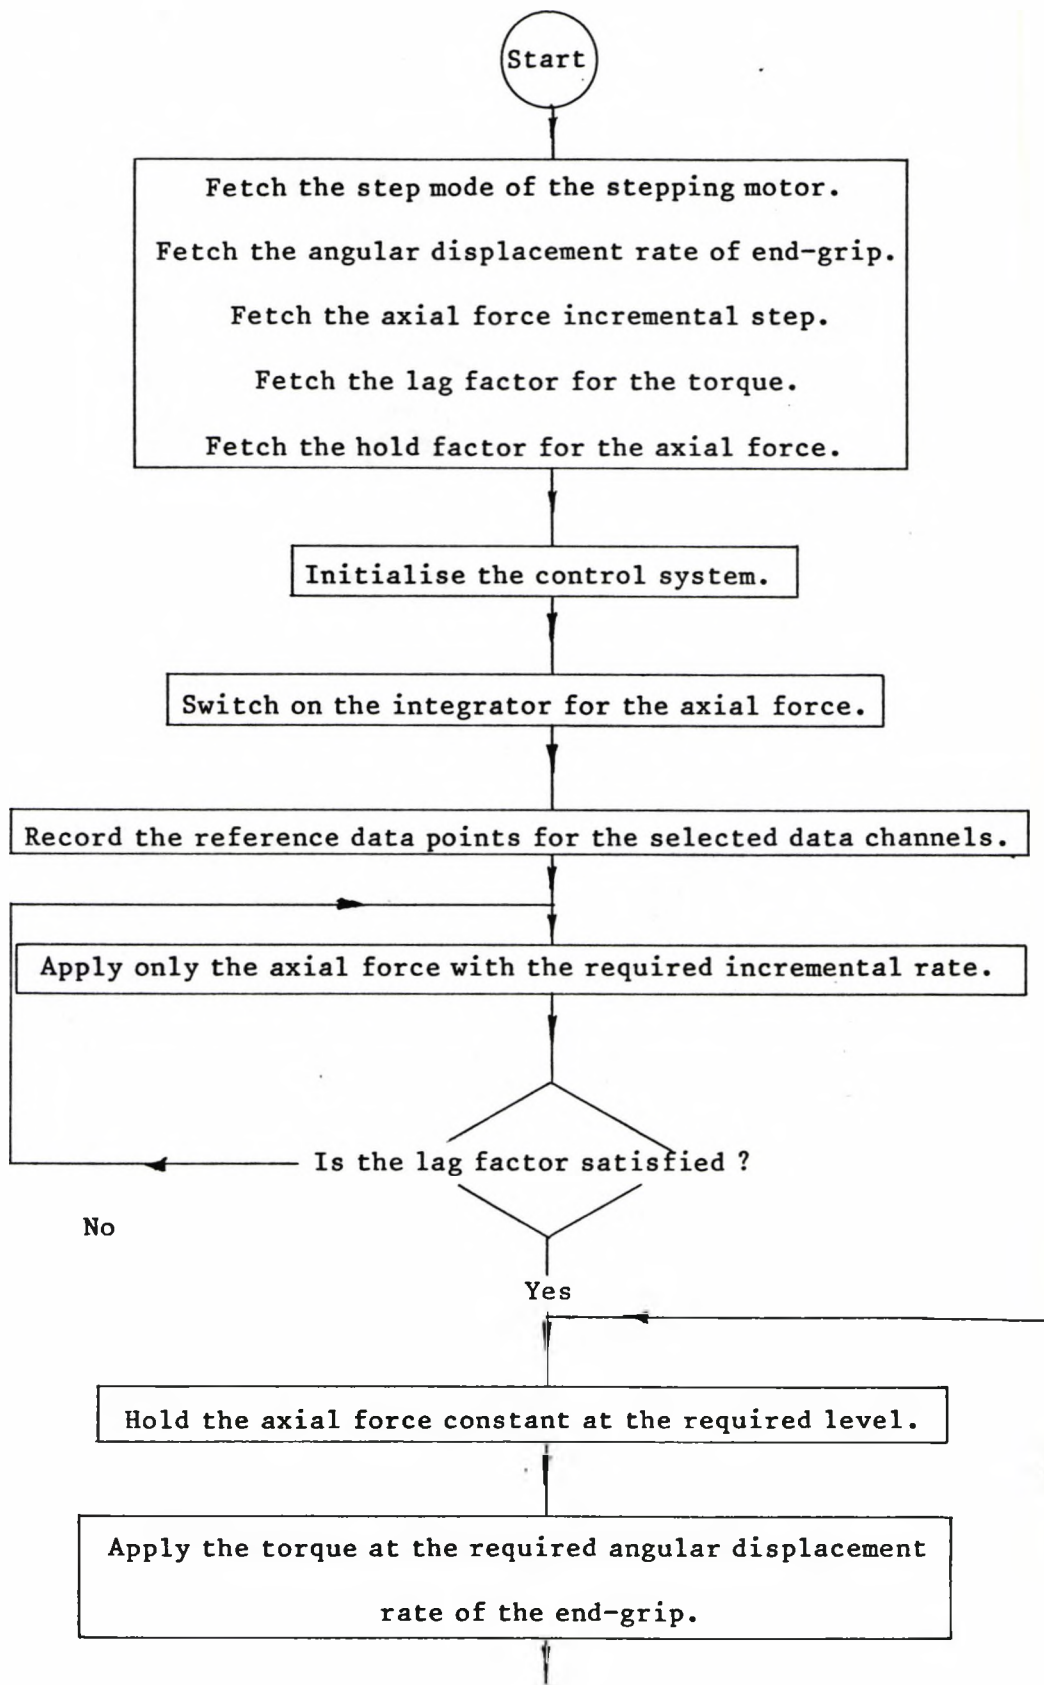 Start
Fetch the step mode of the stepping motor.
Fetch the angular displacement rate of end-grip.
Fetch the axial force incremental step.
Fetch the lag factor for the torque.
Fetch the hold factor for the axial force.
Initialise the control system.
Switch on the integrator for the axial force.
Record the reference data points for the selected data channels.
Apply only the axial force with the required incremental rate.
Is the lag factor satisfied ?
No
Yes
Hold the axial force constant at the required level.
Apply the torque at the required angular displacement
rate of the end-grip.